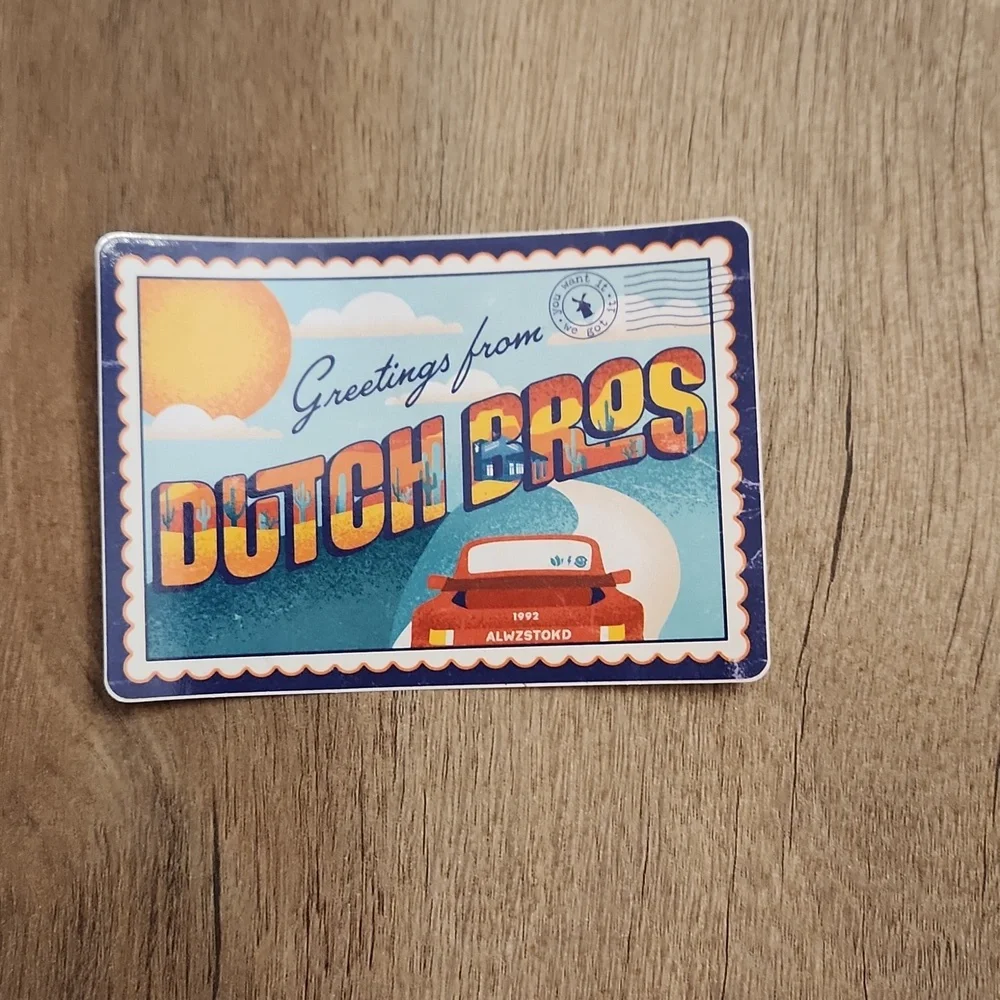 you want it · we got it ·
Greetings from
DUTCH BROS
1992
ALWZSTOKD